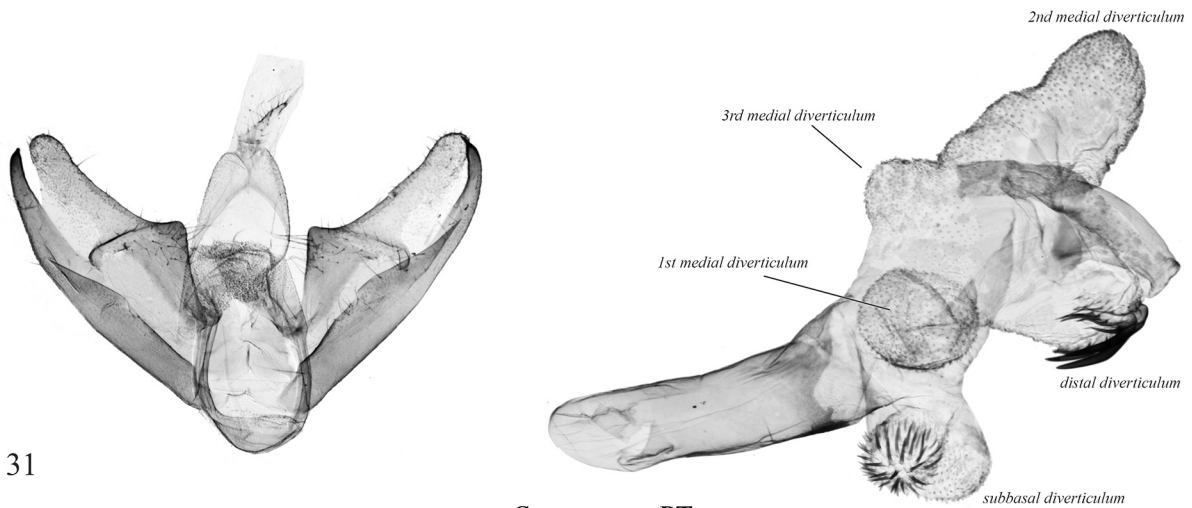 2nd medial diverticulum
3rd medial diverticulum
1st medial diverticulum
distal diverticulum
31
subbasal diverticulum